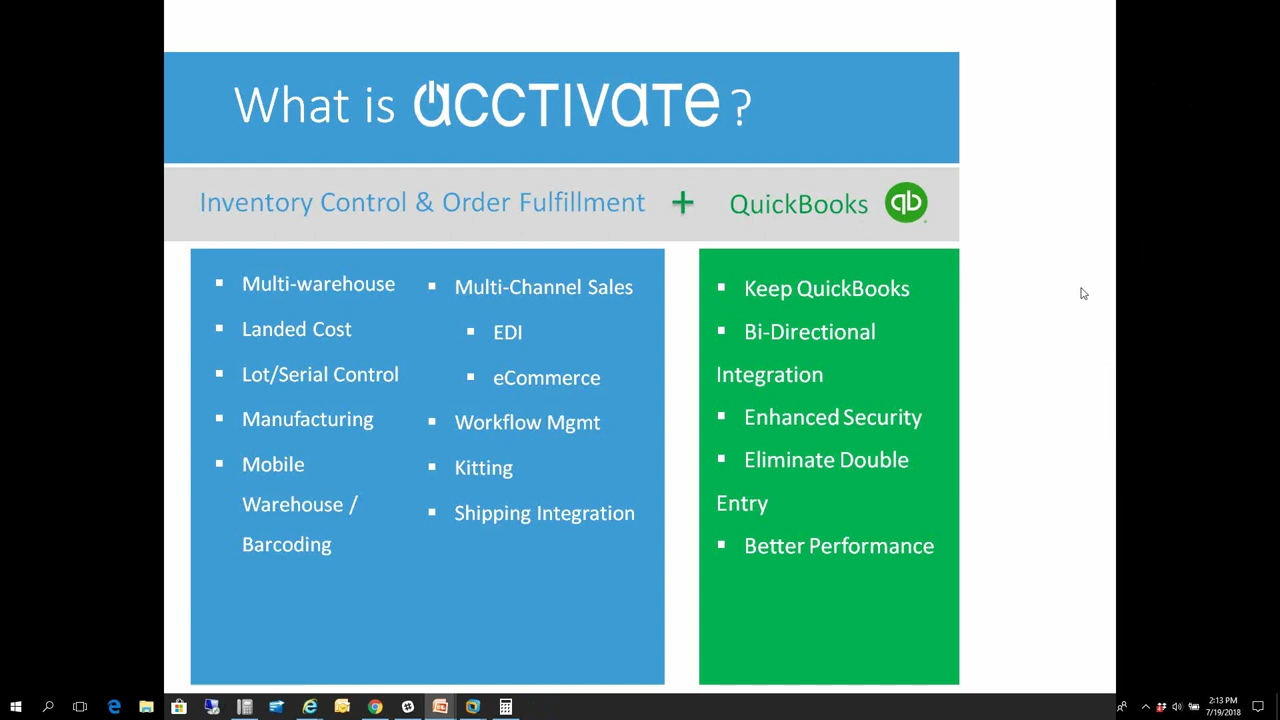 What is acctivate ?
Inventory Control & Order Fulfillment + QuickBooks qb
Multi-warehouse
Landed Cost
Lot/Serial Control
Manufacturing
Mobile
Warehouse /
Barcoding
Multi-Channel Sales
EDI
eCommerce
Workflow Mgmt
Kitting
Shipping Integration
Keep QuickBooks
Bi-Directional
Integration
Enhanced Security
Eliminate Double
Entry
Better Performance
2:13 PM
7/19/2018